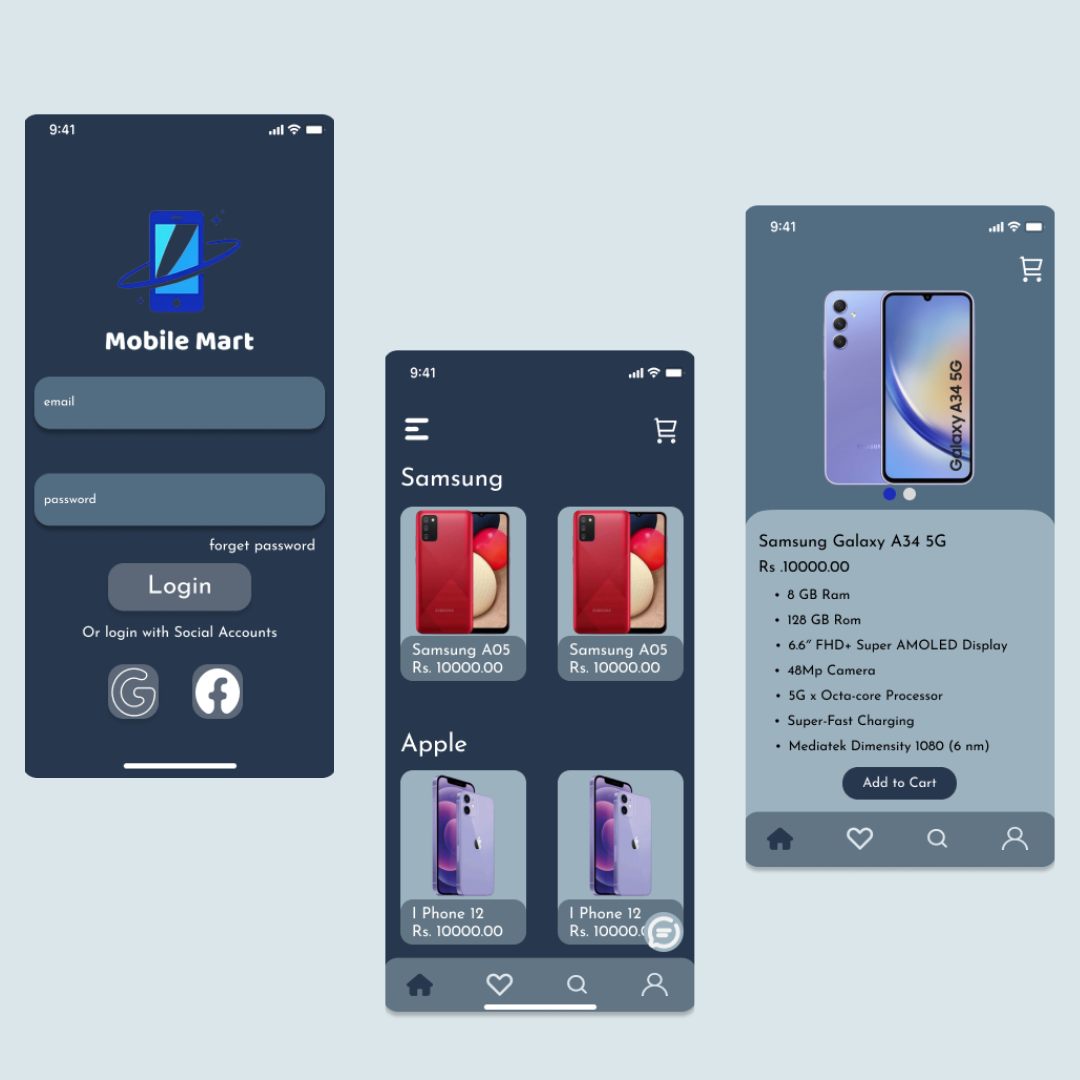 9:41
Mobile Mart
email
password
forget password
Login
Or login with Social Accounts
9:41
Samsung
Samsung A05
Rs. 10000.00
Samsung A05
Rs. 10000.00
Apple
I Phone 12
Rs. 10000.00
I Phone 12
Rs. 10000.
9:41
Galaxy A34 5G
Samsung Galaxy A34 5G
Rs .10000.00
• 8 GB Ram
• 128 GB Rom
• 6.6″ FHD+ Super AMOLED Display
• 48Mp Camera
• 5G x Octa-core Processor
• Super-Fast Charging
• Mediatek Dimensity 1080 (6 nm)
Add to Cart